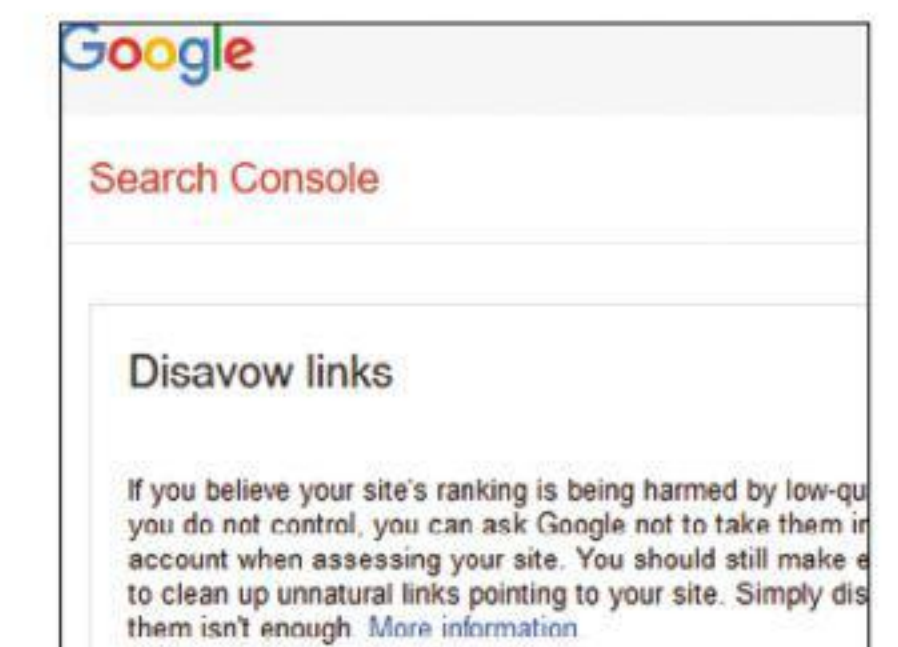 Google
Search Console
Disavow links
If you believe your site's ranking is being harmed by low-qu
you do not control, you can ask Google not to take them in
account when assessing your site. You should still make e
to clean up unnatural links pointing to your site. Simply dis
them isn't enough. More information